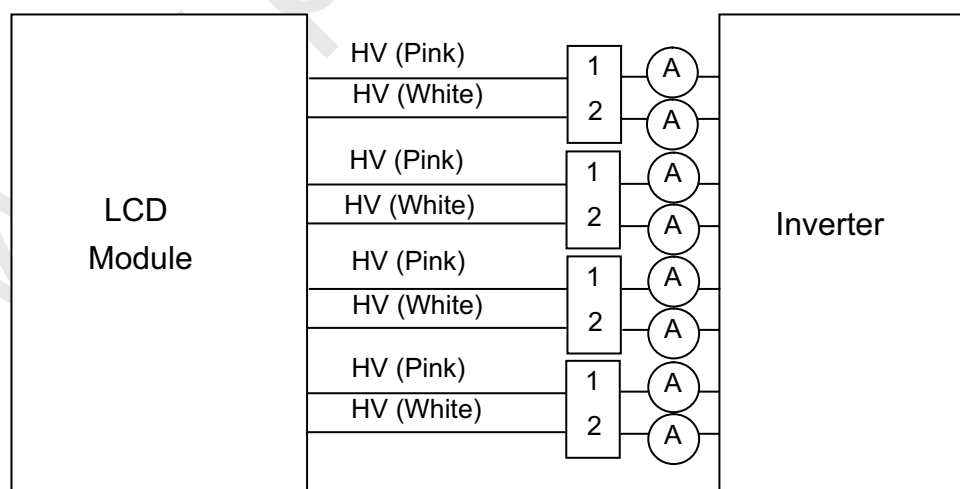 HV (Pink)
1
A
HV (White)
2
A
HV (Pink)
1
A
LCD
Module
HV (White)
2
A
Inverter
HV (Pink)
1
A
HV (White)
2
A
HV (Pink)
1
A
HV (White)
2
A